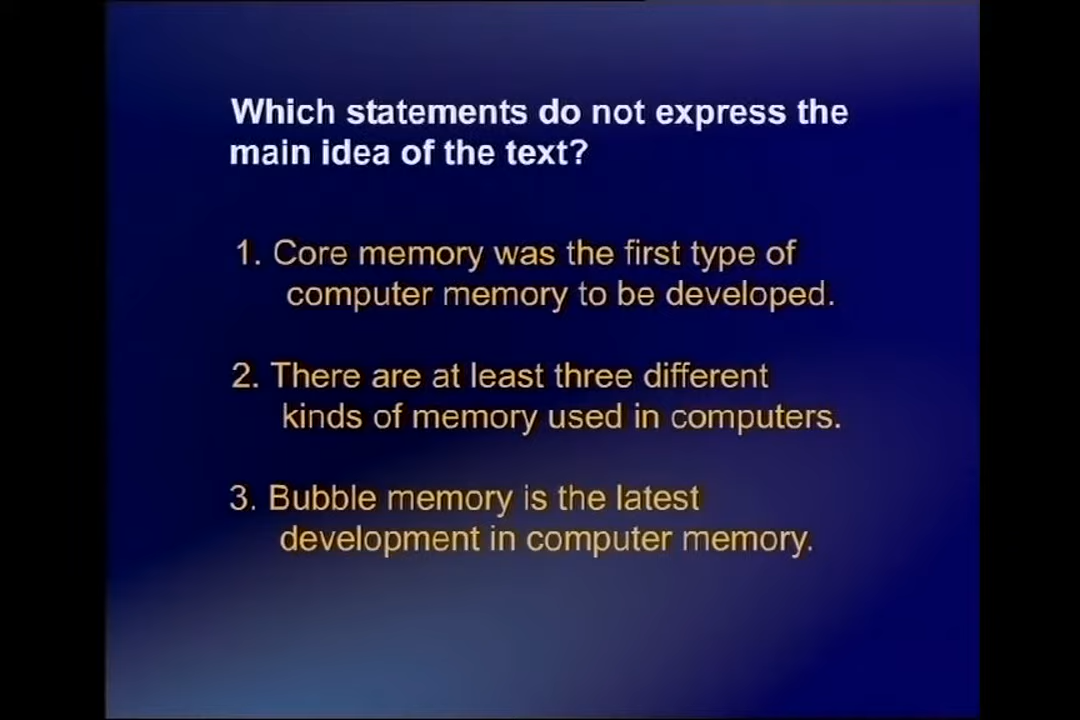 Which statements do not express the
main idea of the text?
1. Core memory was the first type of
computer memory to be developed.
2. There are at least three different
kinds of memory used in computers.
3. Bubble memory is the latest
development in computer memory.